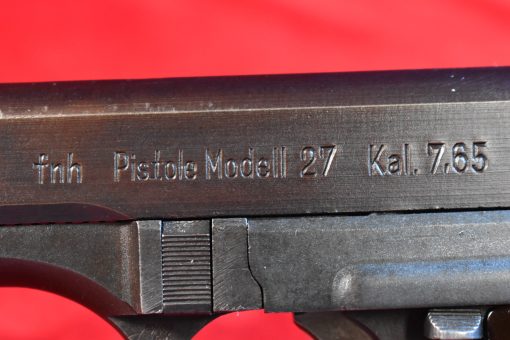 fnh Pistole Modell 27 Kal. 7.65